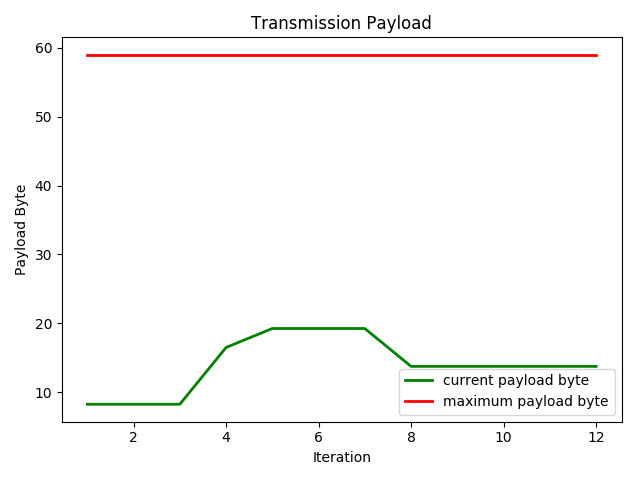 Transmission Payload
Payload Byte
60
50
40
30
20
10
current payload byte
maximum payload byte
2 4 6 8 10 12
Iteration